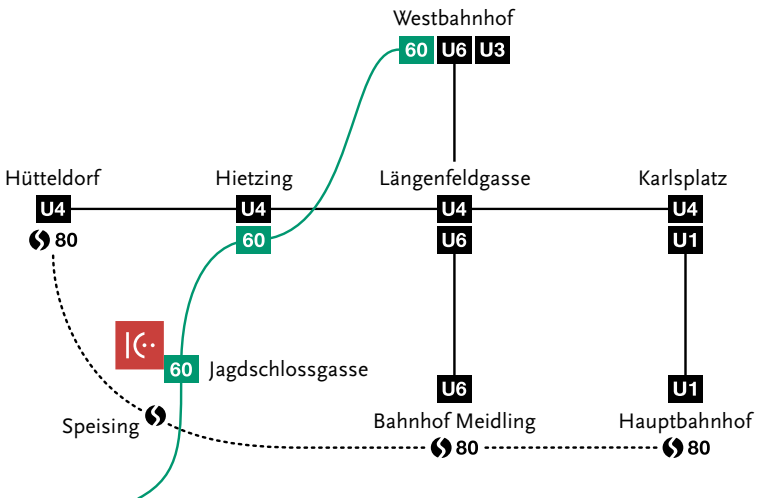 Westbahnhof
60 U6 U3
Hütteldorf
Hietzing
Längenfeldgasse
Karlsplatz
U4
U4
U4
U4
80
60
U6
U1
60
Jagdschlossgasse
U6
U1
Speising
Bahnhof Meidling
Hauptbahnhof
80
80